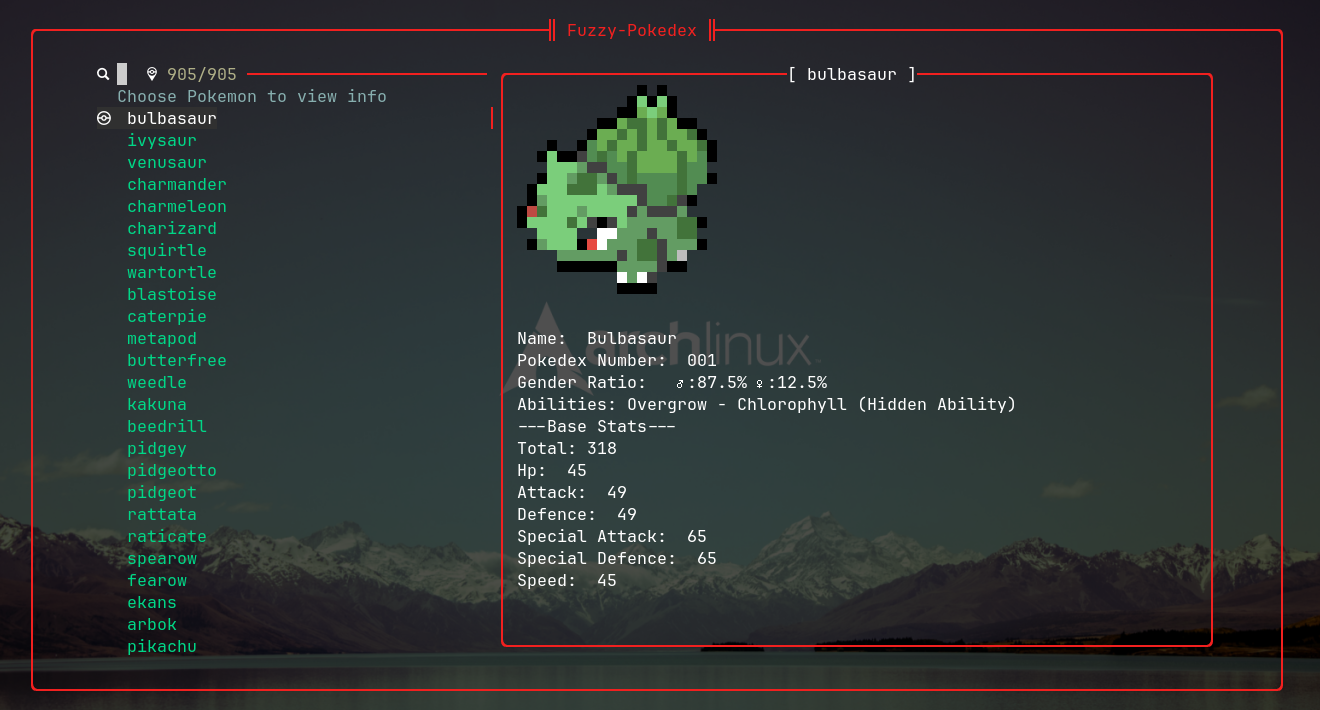 Fuzzy-Pokedex
905/905
Choose Pokemon to view info
bulbasaur
ivysaur
venusaur
charmander
charmeleon
charizard
squirtle
wartortle
blastoise
caterpie
metapod
butterfree
weedle
kakuna
beedrill
pidgey
pidgeotto
pidgeot
rattata
raticate
spearow
fearow
ekans
arbok
pikachu
[ bulbasaur ]
archlinux
Name:  Bulbasaur
Pokedex Number:  001
Gender Ratio:   ♂:87.5% ♀:12.5%
Abilities: Overgrow - Chlorophyll (Hidden Ability)
---Base Stats---
Total: 318
Hp:  45
Attack:  49
Defence:  49
Special Attack:  65
Special Defence:  65
Speed:  45